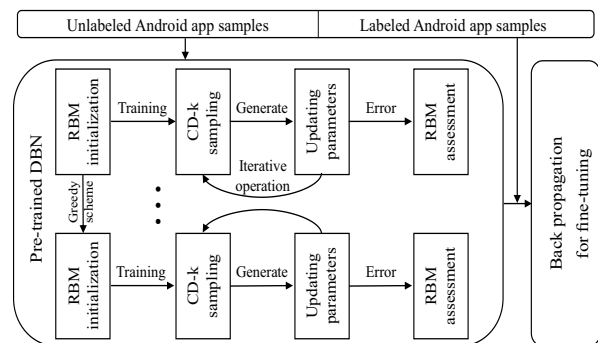 Unlabeled Android app samples
Labeled Android app samples
Pre-trained DBN
RBM
initialization
Training
CD-k
sampling
Generate
Updating
parameters
Error
RBM
assessment
Iterative
operation
Greedy
scheme
RBM
initialization
Training
CD-k
sampling
Generate
Updating
parameters
Error
RBM
assessment
Back propagation
for fine-tuning